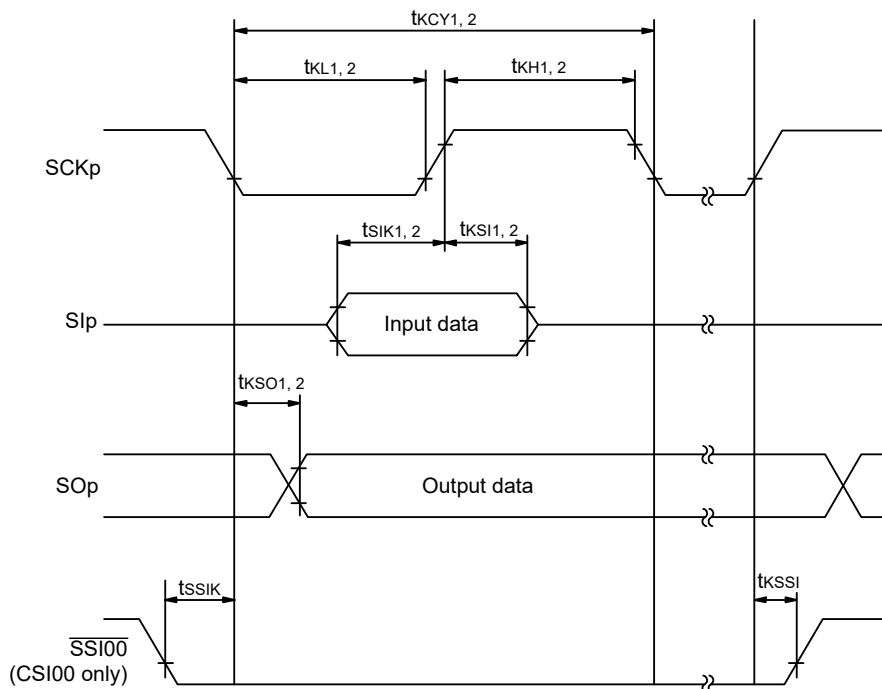 tKCY1, 2
tKL1, 2
tKH1, 2
SCKp
tSIK1, 2
tKSI1, 2
SIp
Input data
tKSO1, 2
SOp
Output data
tSSIK
tKSSI
SSI00
(CSI00 only)